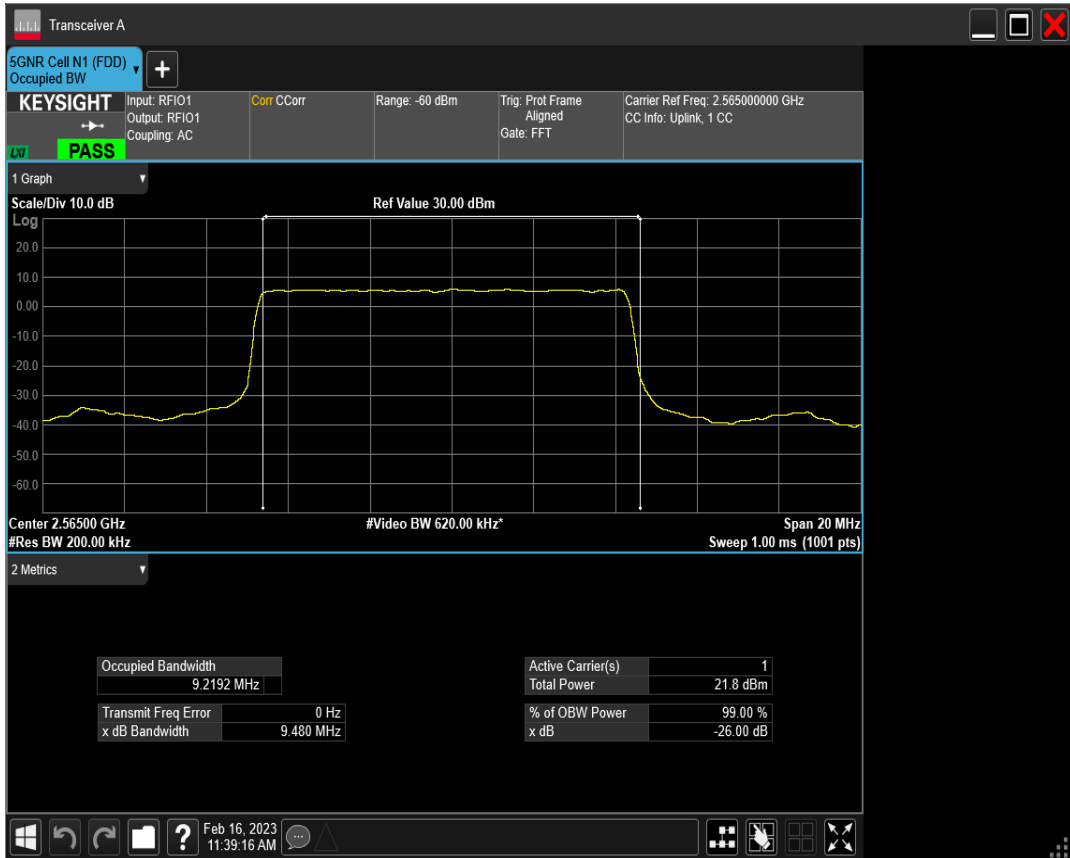 Transceiver A
5GNR Cell N1 (FDD)
Occupied BW
+
KEYSIGHT
LXI
PASS
Input: RFIO1
Output: RFIO1
Coupling: AC
Corr CCorr
Range: -60 dBm
Trig: Prot Frame
Aligned
Gate: FFT
Carrier Ref Freq: 2.565000000 GHz
CC Info: Uplink, 1 CC
1 Graph
Scale/Div 10.0 dB
Ref Value 30.00 dBm
Log
20.0
10.0
0.00
-10.0
-20.0
-30.0
-40.0
-50.0
-60.0
Center 2.56500 GHz
#Video BW 620.00 kHz*
Span 20 MHz
#Res BW 200.00 kHz
Sweep 1.00 ms (1001 pts)
2 Metrics
Occupied Bandwidth
9.2192 MHz
Transmit Freq Error 0 Hz
x dB Bandwidth 9.480 MHz
Active Carrier(s) 1
Total Power 21.8 dBm
% of OBW Power 99.00 %
x dB -26.00 dB
?
Feb 16, 2023
11:39:16 AM